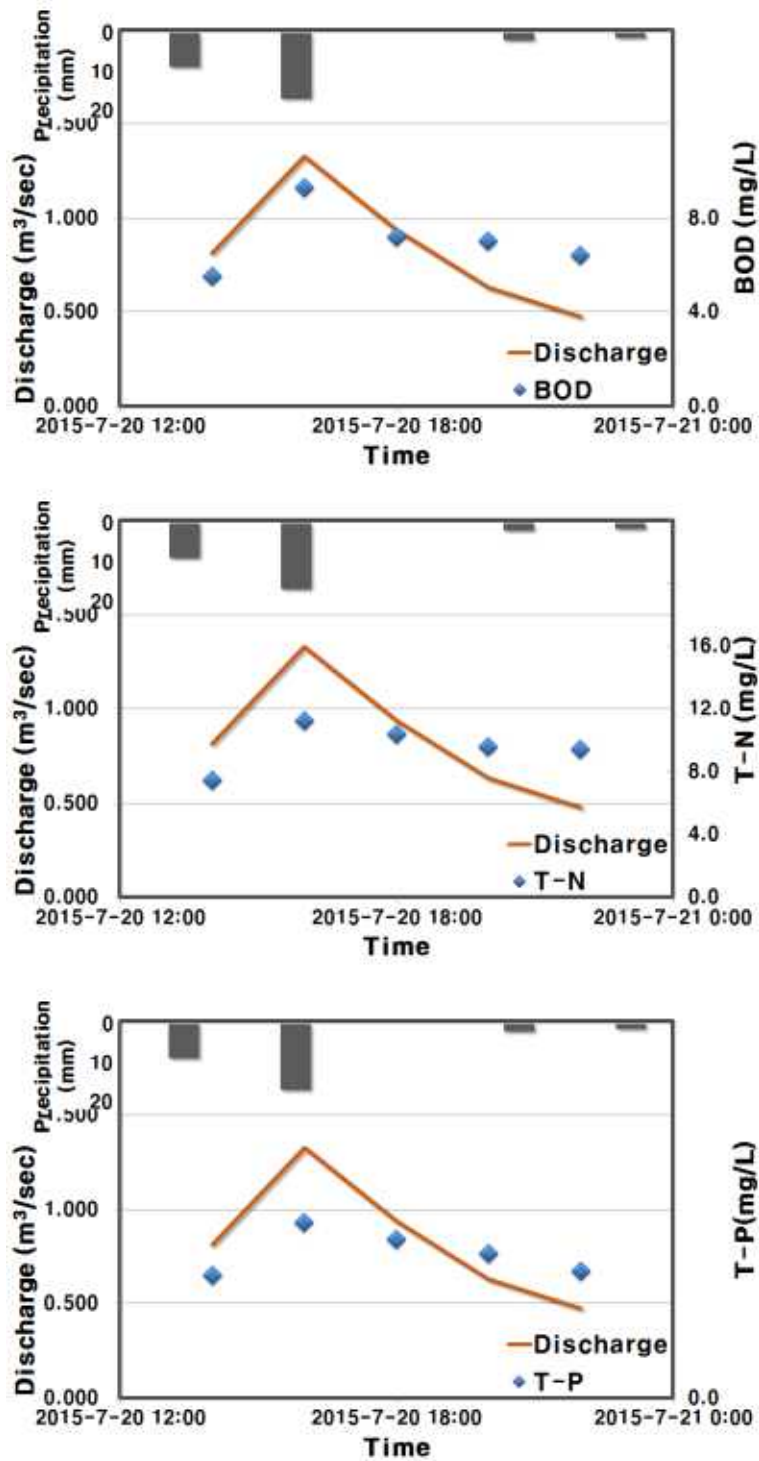 Precipitation
(mm)
0
10
20
1.500
1.000
0.500
0.000
Discharge (m³/sec)
8.0
4.0
0.0
BOD (mg/L)
Discharge
BOD
2015-7-20 12:00
2015-7-20 18:00
2015-7-21 0:00
Time
Precipitation
(mm)
0
10
20
.500
1.000
0.500
0.000
Discharge (m³/sec)
16.0
12.0
8.0
4.0
0.0
T-N (mg/L)
Discharge
T-N
2015-7-20 12:00
2015-7-20 18:00
2015-7-21 0:00
Time
Precipitation
(mm)
0
10
20
.500
1.000
0.500
0.000
Discharge (m³/sec)
0.0
T-P(mg/L)
Discharge
T-P
2015-7-20 12:00
2015-7-20 18:00
2015-7-21 0:00
Time